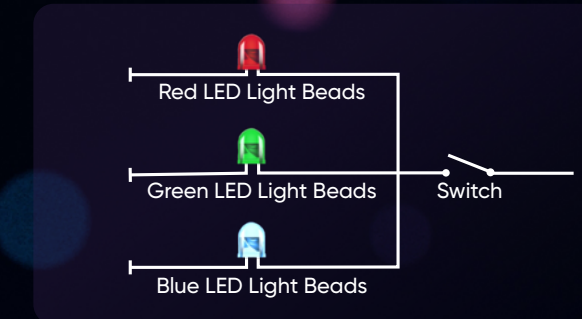 Red LED Light Beads
Green LED Light Beads
Switch
Blue LED Light Beads